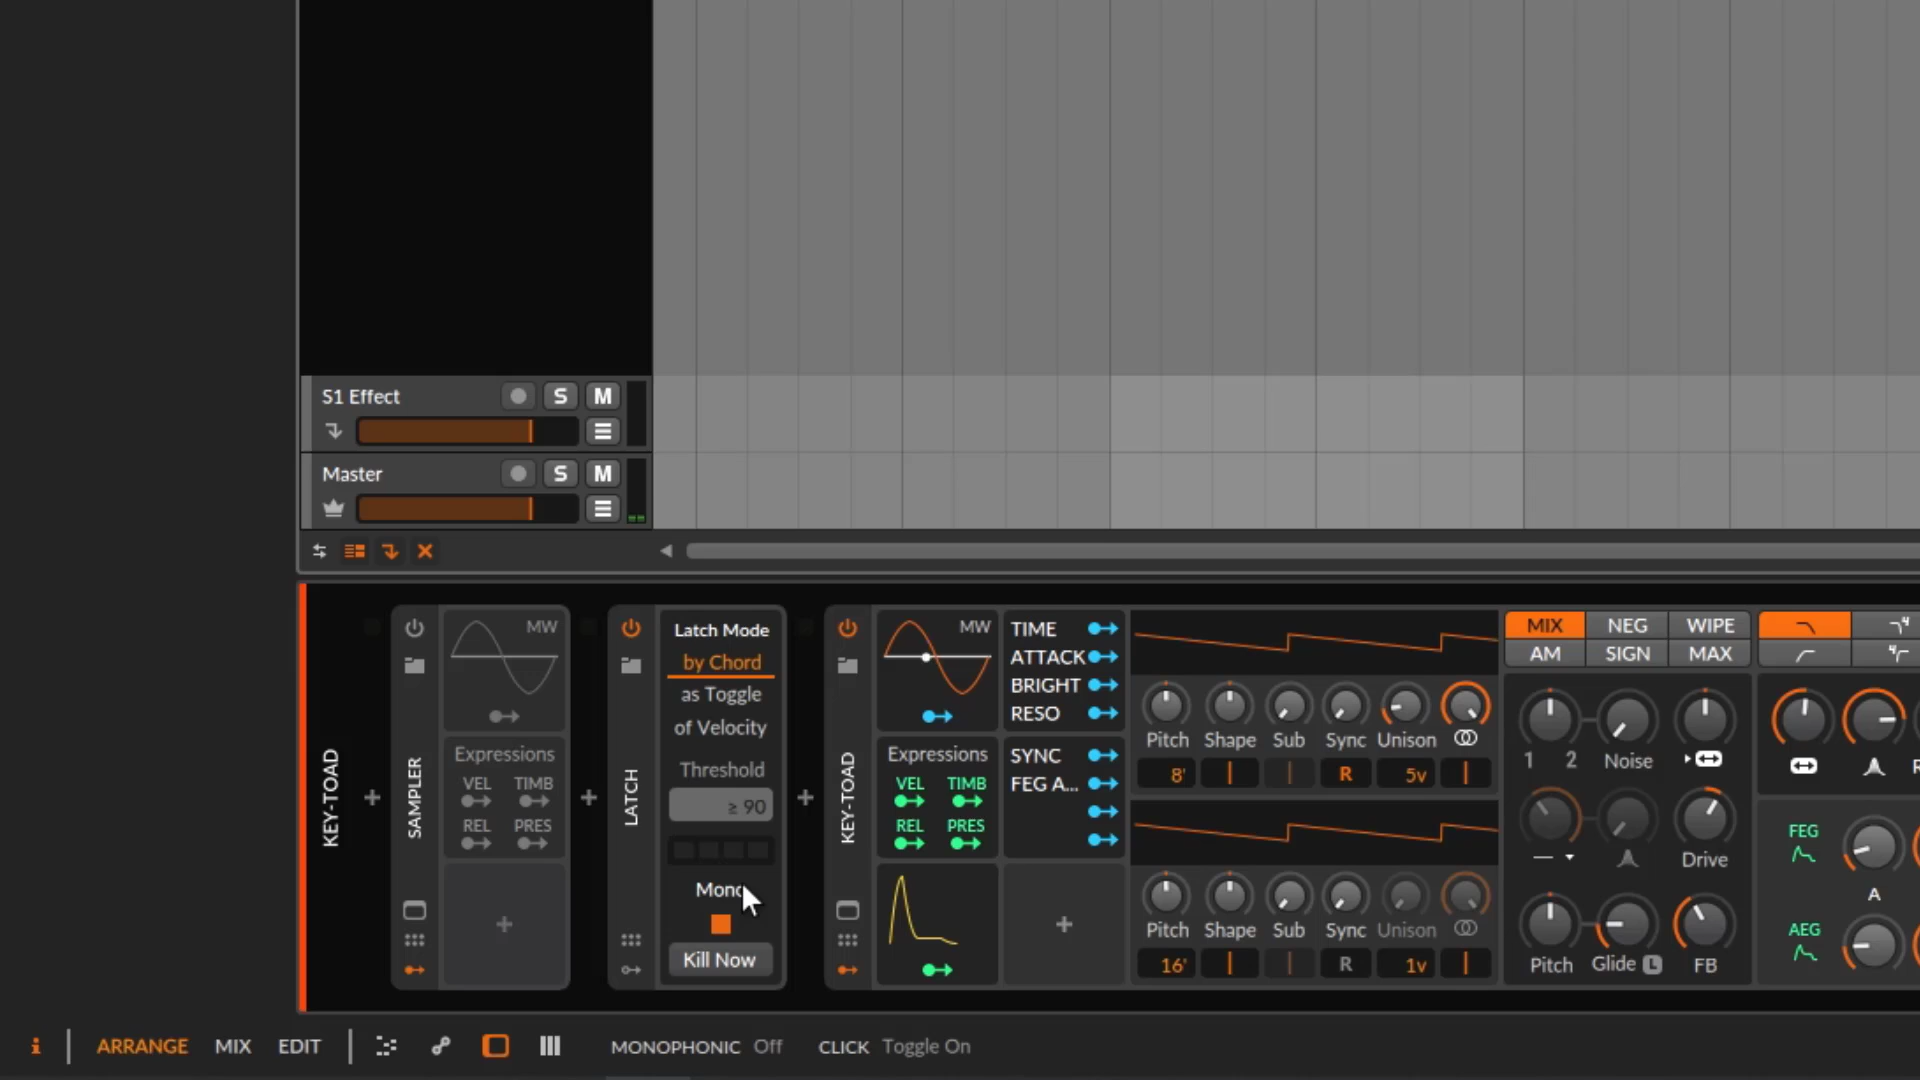 S1 Effect
S M
Master
S M
KEY-TOAD
SAMPLER
MW
Expressions
VEL TIMB
REL PRES
LATCH
Latch Mode
by Chord
as Toggle
of Velocity
Threshold
≥ 90
Mono
Kill Now
KEY-TOAD
MW
Expressions
VEL TIMB
REL PRES
TIME
ATTACK
BRIGHT
RESO
SYNC
FEG A...
Pitch Shape Sub Sync Unison
8' R 5v
Pitch Shape Sub Sync Unison
16' R 1v
MIX NEG WIPE
AM SIGN MAX
1 2 Noise
Drive
Pitch Glide L FB
FEG
A
AEG
i ARRANGE MIX EDIT MONOPHONIC Off CLICK Toggle On